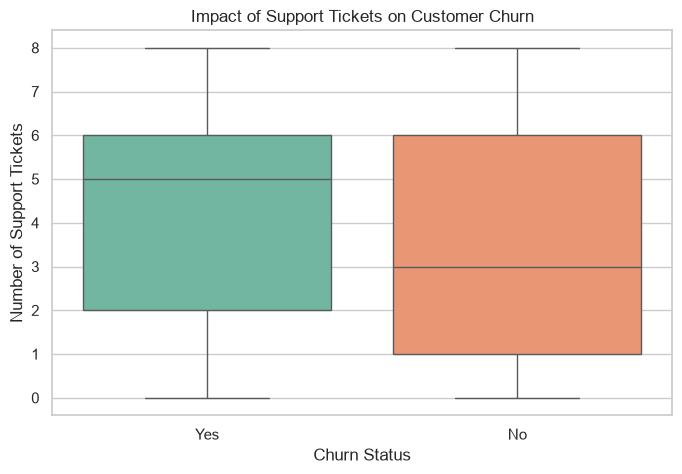 Impact of Support Tickets on Customer Churn
Number of Support Tickets
8
7
6
5
4
3
2
1
0
Yes
No
Churn Status